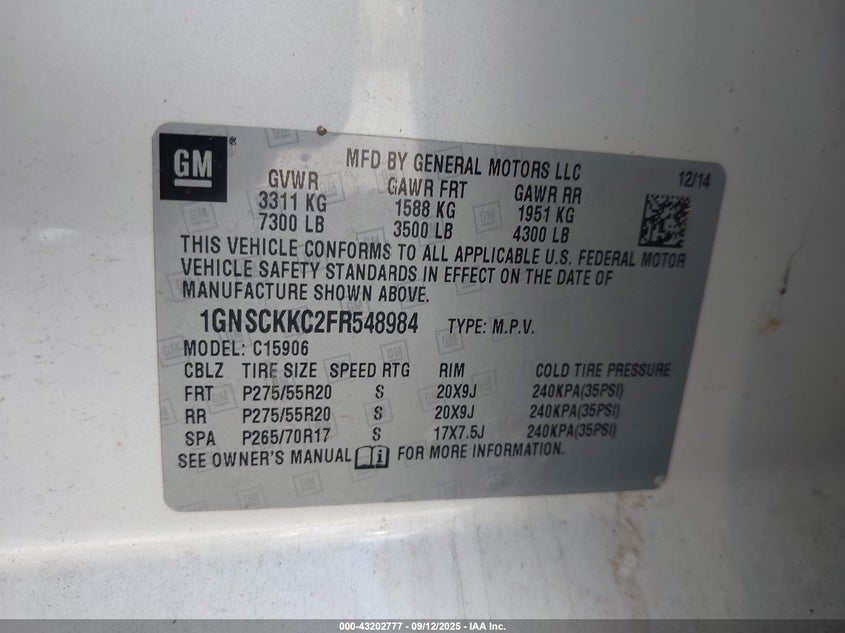 GM ®
MFD BY GENERAL MOTORS LLC
12/14
GVWR GAWR FRT GAWR RR
3311 KG 1588 KG 1951 KG
7300 LB 3500 LB 4300 LB
THIS VEHICLE CONFORMS TO ALL APPLICABLE U.S. FEDERAL MOTOR
VEHICLE SAFETY STANDARDS IN EFFECT ON THE DATE OF
MANUFACTURE SHOWN ABOVE.
1GNSCKKC2FR548984 TYPE: M.P.V.
MODEL: C15906
CBLZ TIRE SIZE SPEED RTG RIM COLD TIRE PRESSURE
FRT P275/55R20 S 20X9J 240KPA(35PSI)
RR P275/55R20 S 20X9J 240KPA(35PSI)
SPA P265/70R17 S 17X7.5J 240KPA(35PSI)
SEE OWNER'S MANUAL FOR MORE INFORMATION.
000-43202777 - 09/12/2025 - IAA Inc.